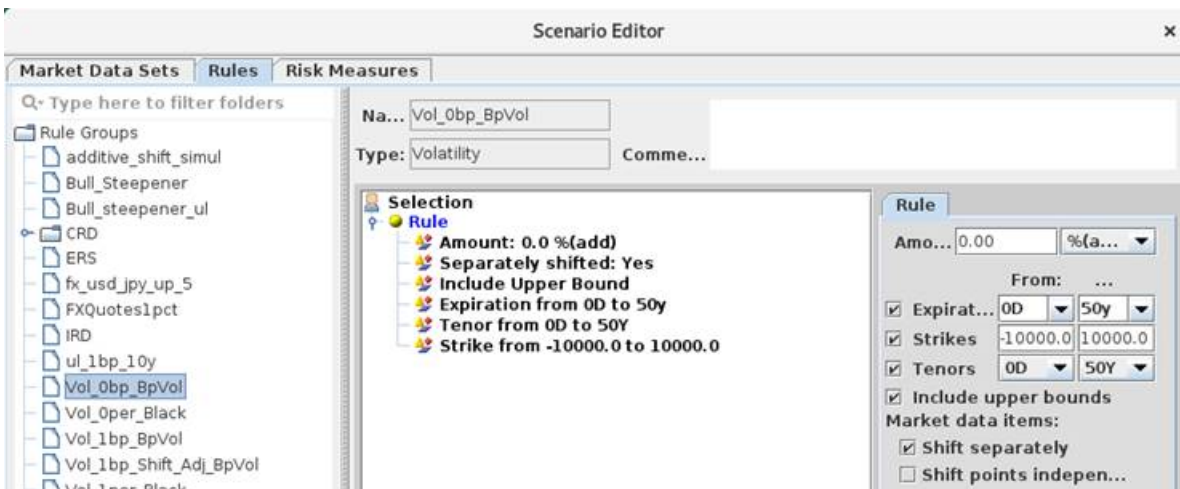 Scenario Editor
×
Market Data Sets Rules Risk Measures
Type here to filter folders
Rule Groups
additive_shift_simul
Bull_Steepener
Bull_steepener_ul
CRD
ERS
fx_usd_jpy_up_5
FXQuotes1pct
IRD
ul_1bp_10y
Vol_0bp_BpVol
Vol_0per_Black
Vol_1bp_BpVol
Vol_1bp_Shift_Adj_BpVol
Vol_1per_Black
Na... Vol_0bp_BpVol
Type: Volatility Comme...
Selection
Rule
Amount: 0.0 %(add)
Separately shifted: Yes
Include Upper Bound
Expiration from 0D to 50y
Tenor from 0D to 50Y
Strike from -10000.0 to 10000.0
Rule
Amo... 0.00 %(a...
From: ...
Expirat... 0D 50y
Strikes -10000.0 10000.0
Tenors 0D 50Y
Include upper bounds
Market data items:
Shift separately
Shift points indepen...